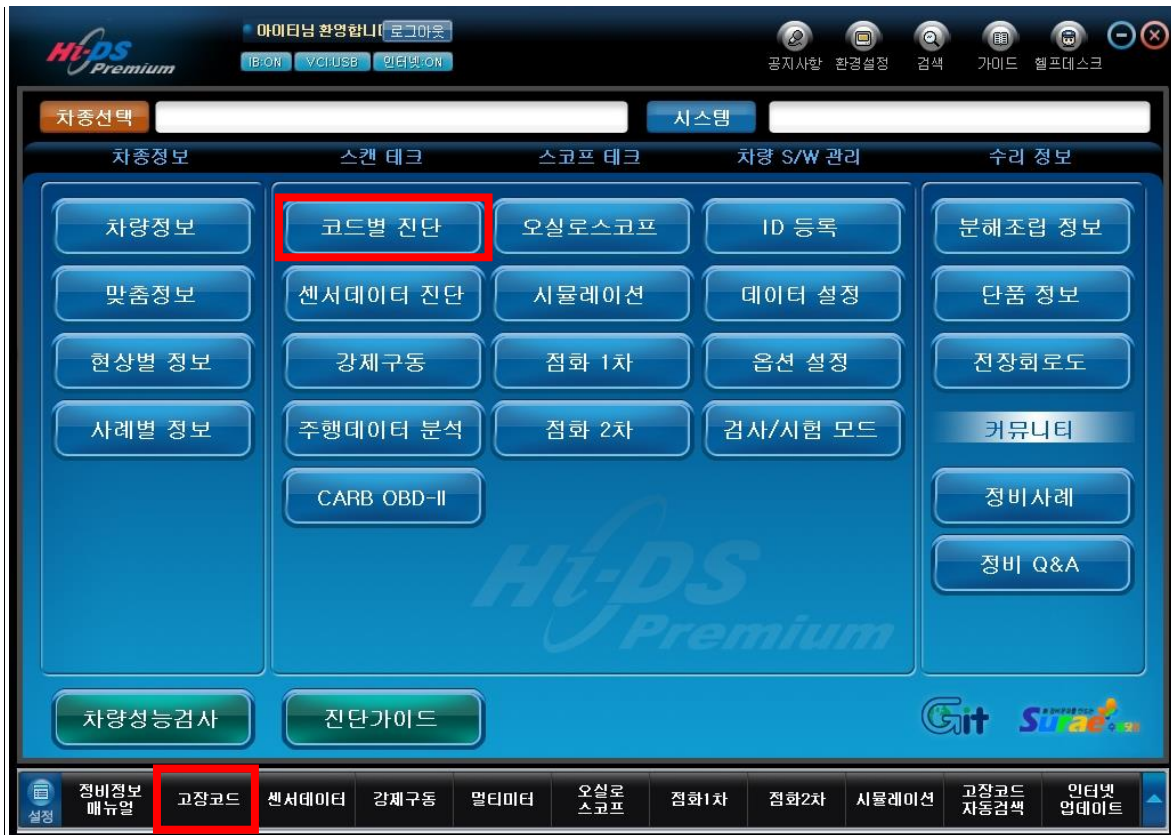 Hi-DS
Premium
아이티님 환영합니다 로그아웃
IB:ON VCI:USB 인터넷:ON
공지사항 환경설정 검색 가이드 헬프데스크
차종선택 시스템
차종정보 스캔 테크 스코프 테크 차량 S/W 관리 수리 정보
차량정보 코드별 진단 오실로스코프 ID 등록 분해조립 정보
맞춤정보 센서데이터 진단 시뮬레이션 데이터 설정 단품 정보
현상별 정보 강제구동 점화 1차 옵션 설정 전장회로도
사례별 정보 주행데이터 분석 점화 2차 검사/시험 모드 커뮤니티
CARB OBD-II 정비사례
정비 Q&A
Hi-DS
Premium
차량성능검사 진단가이드 Git Surae
설정 정비정보 매뉴얼 고장코드 센서데이터 강제구동 멀티미터 오실로 스코프 점화1차 점화2차 시뮬레이션 고장코드 자동검색 인터넷 업데이트